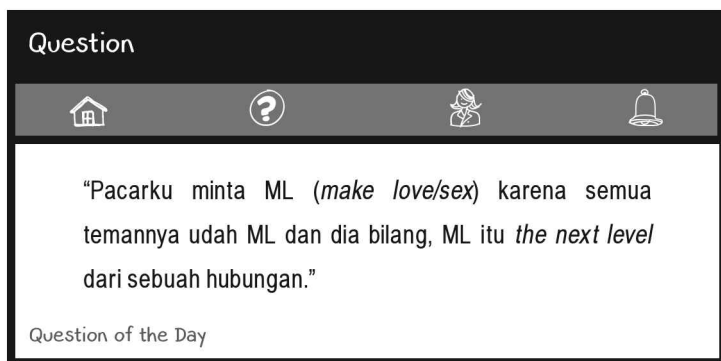 Question
“Pacarku minta ML (make love/sex) karena semua
temannya udah ML dan dia bilang, ML itu the next level
dari sebuah hubungan.”
Question of the Day